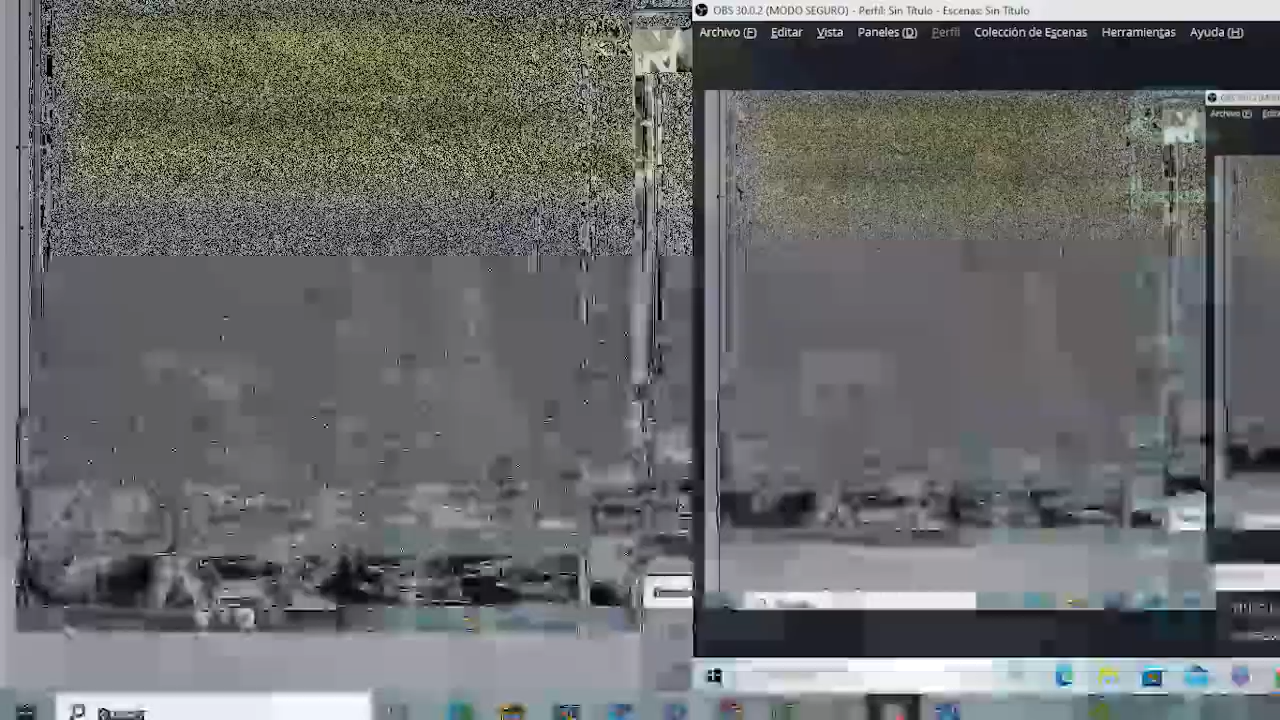 OBS 30.0.2 (MODO SEGURO) - Perfil: Sin Título - Escenas: Sin Título
Archivo (F) Editar Vista Paneles (D) Perfil Colección de Escenas Herramientas Ayuda (H)
Archivo (F)